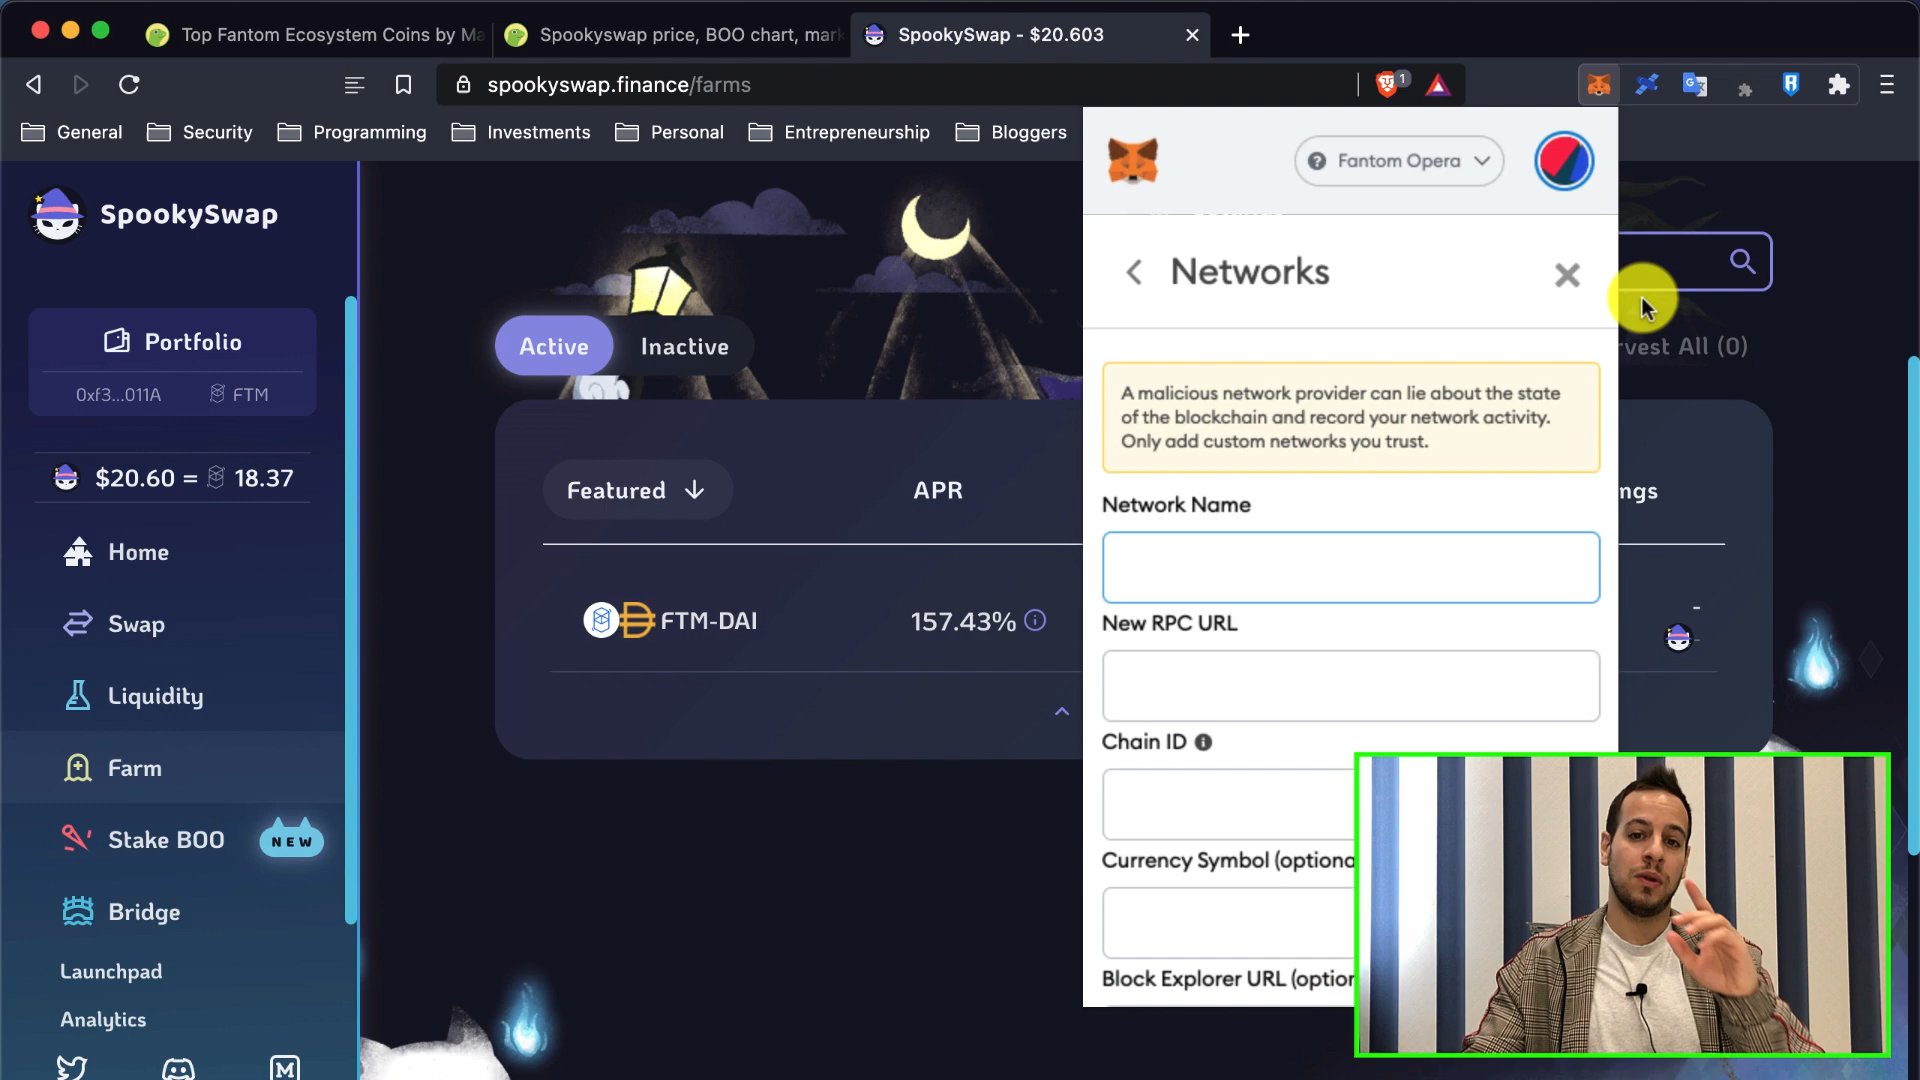 Top Fantom Ecosystem Coins by Ma
Spookyswap price, BOO chart, mark
SpookySwap - $20.603
spookyswap.finance/farms
1
General
Security
Programming
Investments
Personal
Entrepreneurship
Bloggers
SpookySwap
Portfolio
0xf3...011A
FTM
$20.60 = 18.37
Home
Swap
Liquidity
Farm
Stake BOO
NEW
Bridge
Launchpad
Analytics
Active
Inactive
rvest All (0)
Featured
APR
ngs
FTM-DAI
157.43%
-
-
Fantom Opera
Networks
A malicious network provider can lie about the state
of the blockchain and record your network activity.
Only add custom networks you trust.
Network Name
New RPC URL
Chain ID
Currency Symbol (optiona
Block Explorer URL (option